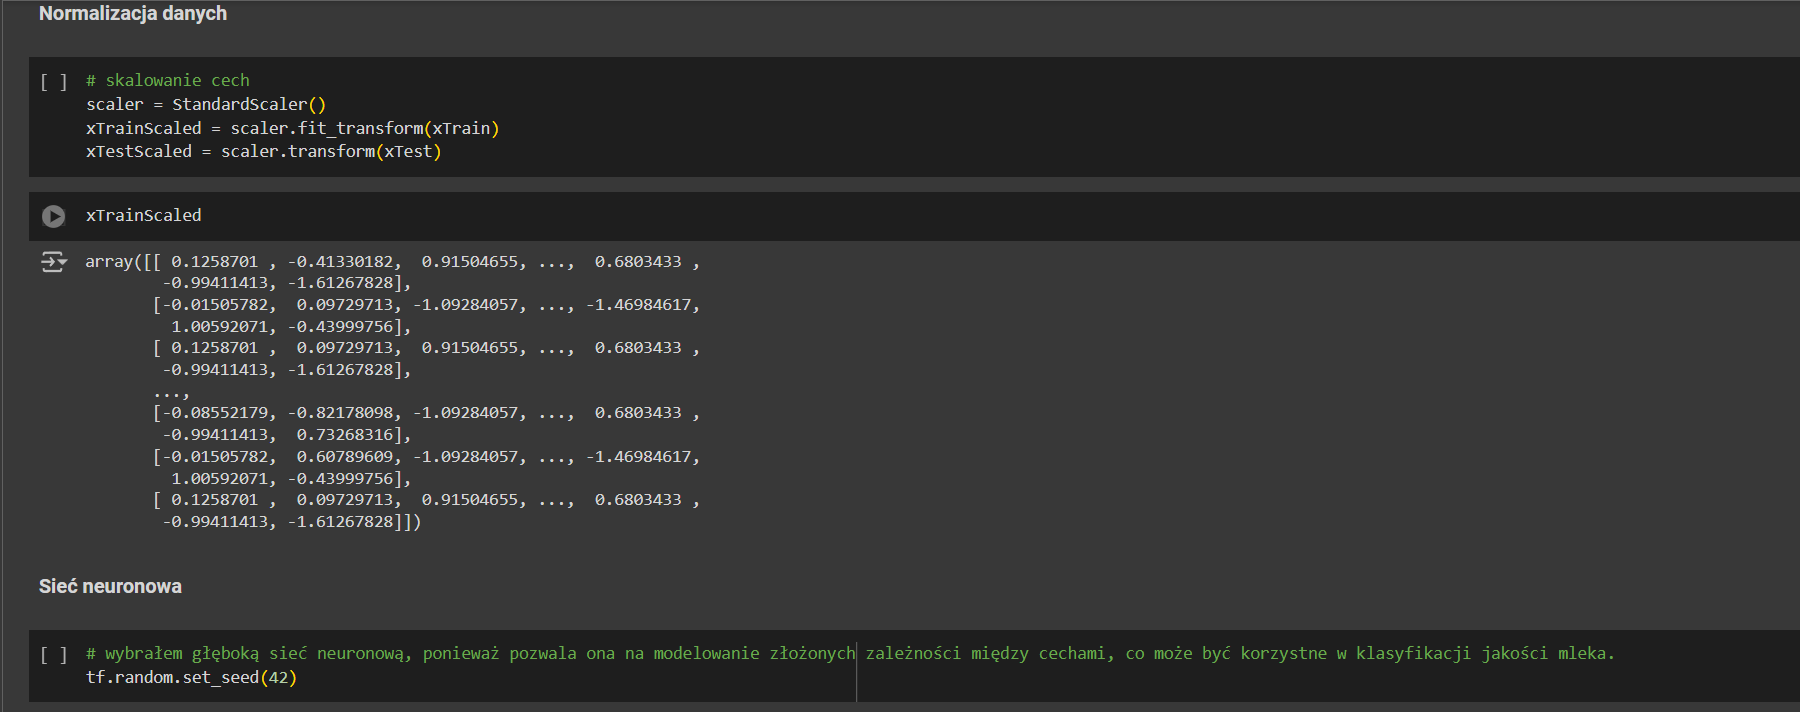 Normalizacja danych
[ ] # skalowanie cech
scaler = StandardScaler()
xTrainScaled = scaler.fit_transform(xTrain)
xTestScaled = scaler.transform(xTest)
xTrainScaled
array([[ 0.1258701 , -0.41330182,  0.91504655, ...,  0.6803433 ,
        -0.99411413, -1.61267828],
       [-0.01505782,  0.09729713, -1.09284057, ..., -1.46984617,
         1.00592071, -0.43999756],
       [ 0.1258701 ,  0.09729713,  0.91504655, ...,  0.6803433 ,
        -0.99411413, -1.61267828],
       ...,
       [-0.08552179, -0.82178098, -1.09284057, ...,  0.6803433 ,
        -0.99411413,  0.73268316],
       [-0.01505782,  0.60789609, -1.09284057, ..., -1.46984617,
         1.00592071, -0.43999756],
       [ 0.1258701 ,  0.09729713,  0.91504655, ...,  0.6803433 ,
        -0.99411413, -1.61267828]])
Sieć neuronowa
[ ] # wybrałem głęboką sieć neuronową, ponieważ pozwala ona na modelowanie złożonych zależności między cechami, co może być korzystne w klasyfikacji jakości mleka.
tf.random.set_seed(42)